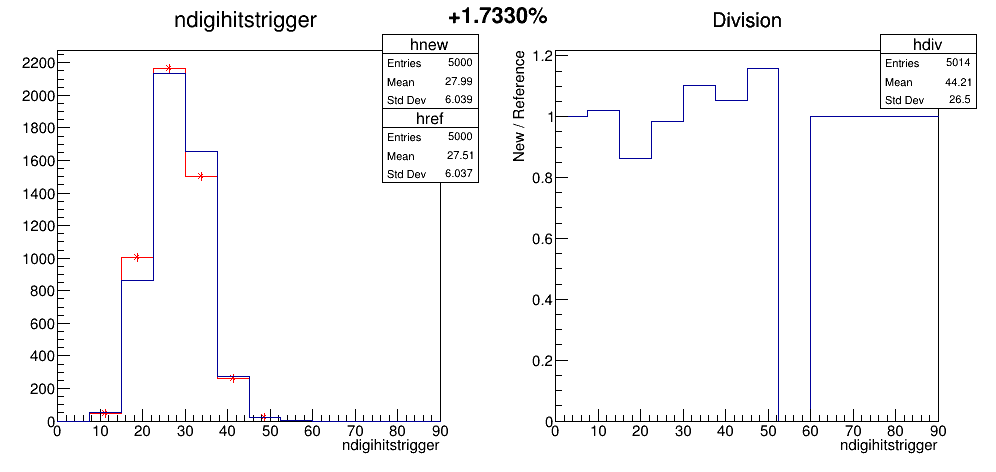 ndigihitstrigger
+1.7330%
Division
hnew
Entries 5000
Mean 27.99
Std Dev 6.039
href
Entries 5000
Mean 27.51
Std Dev 6.037
2200
2000
1800
1600
1400
1200
1000
800
600
400
200
0
0 10 20 30 40 50 60 70 80 90
ndigihitstrigger
hdiv
Entries 5014
Mean 44.21
Std Dev 26.5
New / Reference
1.2
1
0.8
0.6
0.4
0.2
0
0 10 20 30 40 50 60 70 80 90
ndigihitstrigger